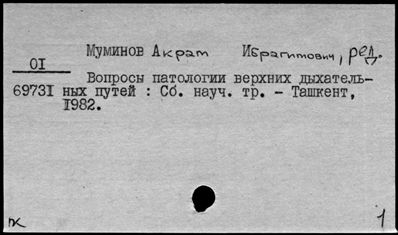 Муминов Акрам Ибрагимович, ред.
01
Вопросы патологии верхних дыхатель-
69731 ных путей : Сб. науч. тр. - Ташкент,
1982.
пк 1